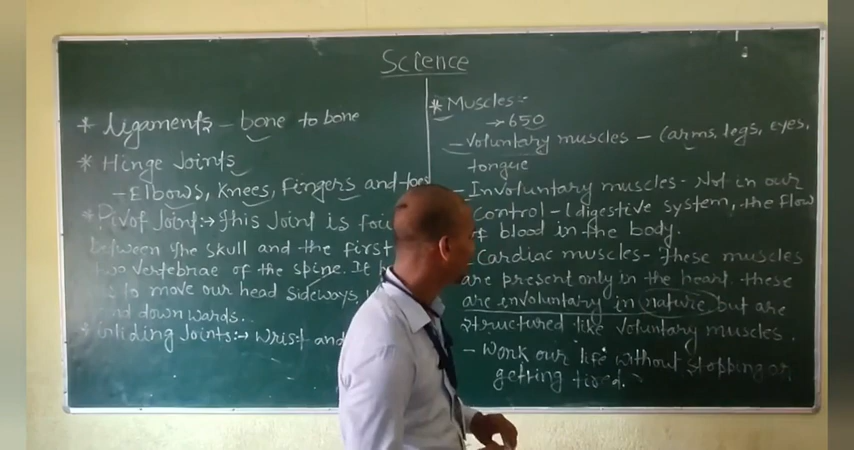 Science
* Ligaments - bone to bone
* Hinge Joints
- Elbows, Knees, Fingers and toes
* Pivot Joint:→ This Joint is
between the skull and the first
two vertebrae of the spine. It
to move our head sideways,
and down wards.
* inliding Joints:→ wrist and
* Muscles:-
→ 650
- Voluntary muscles - (arms, legs, eyes,
tongue
- Involuntary muscles - Not in our
Control - (digestive system, the flow
of blood in the body.
Cardiac muscles - these muscles
are present only in the heart. these
are involuntary in nature but are
structured like voluntary muscles.
- Work our life without stopping or
getting tired.